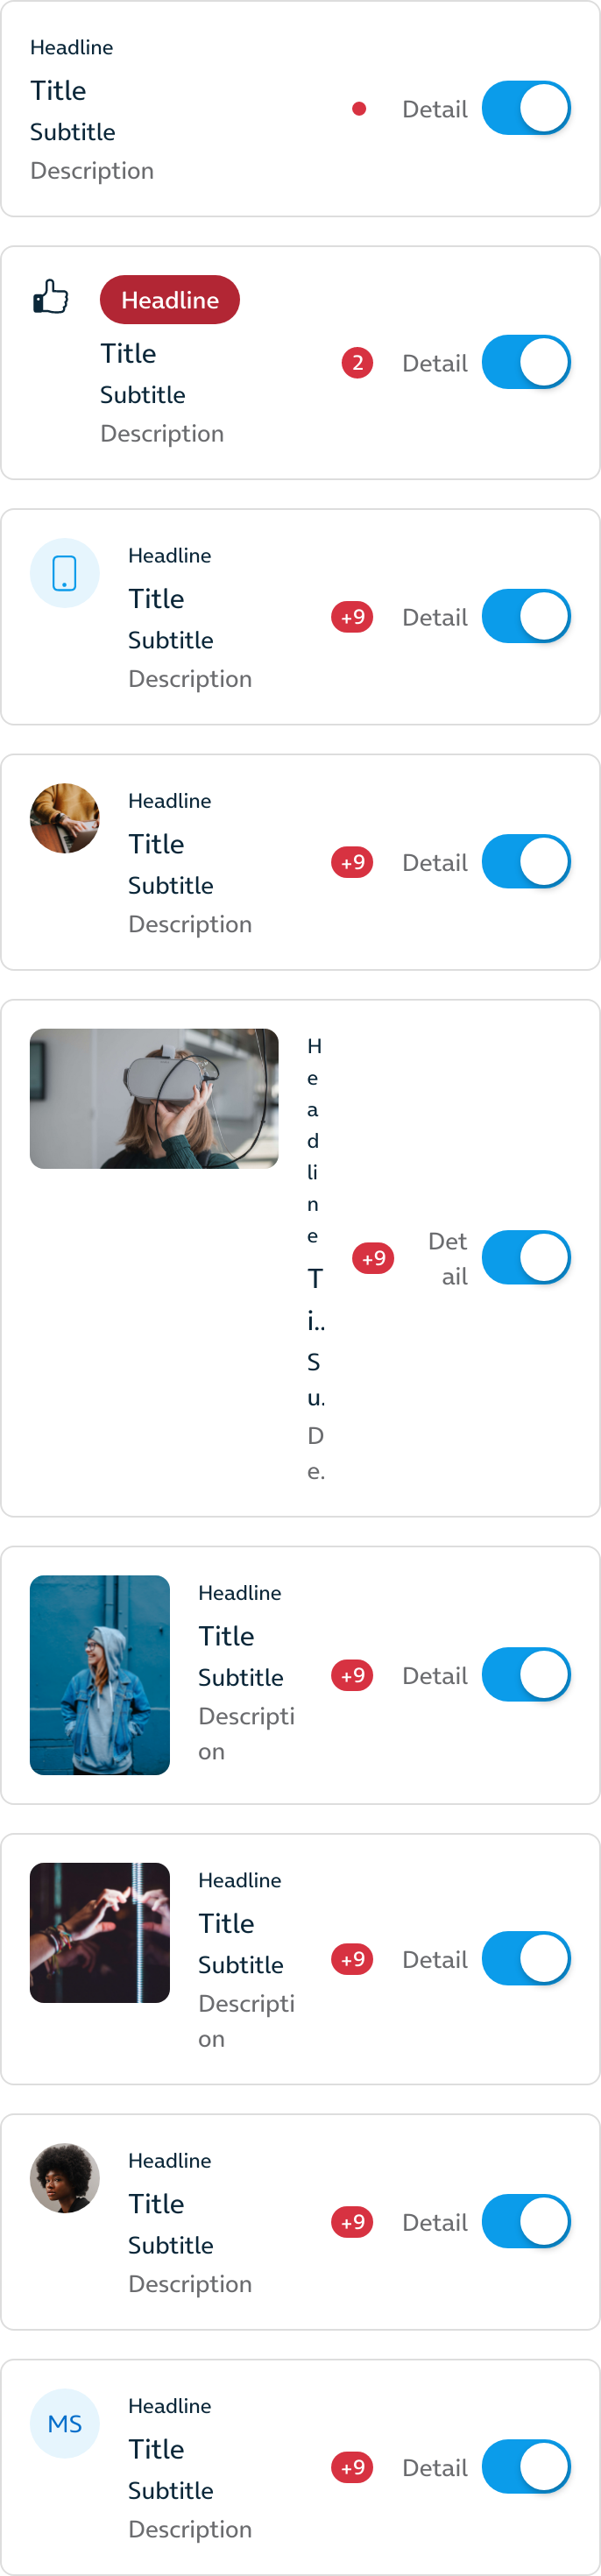 Headline
Title
Subtitle
Description
Detail
Headline
Title
Subtitle
Description
2
Detail
Headline
Title
Subtitle
Description
+9
Detail
Headline
Title
Subtitle
Description
+9
Detail
H
e
a
d
li
n
e
T
i..
S
u.
D
e.
+9
Det
ail
Headline
Title
Subtitle
Descripti
on
+9
Detail
Headline
Title
Subtitle
Descripti
on
+9
Detail
Headline
Title
Subtitle
Description
+9
Detail
MS
Headline
Title
Subtitle
Description
+9
Detail